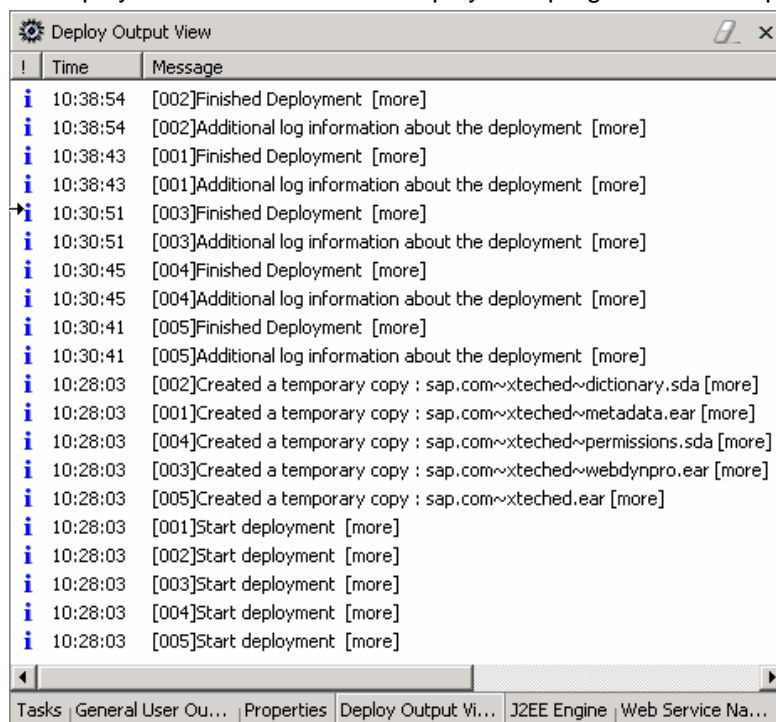 Deploy Output View
! Time Message
i 10:38:54 [002]Finished Deployment [more]
i 10:38:54 [002]Additional log information about the deployment [more]
i 10:38:43 [001]Finished Deployment [more]
i 10:38:43 [001]Additional log information about the deployment [more]
i 10:30:51 [003]Finished Deployment [more]
i 10:30:51 [003]Additional log information about the deployment [more]
i 10:30:45 [004]Finished Deployment [more]
i 10:30:45 [004]Additional log information about the deployment [more]
i 10:30:41 [005]Finished Deployment [more]
i 10:30:41 [005]Additional log information about the deployment [more]
i 10:28:03 [002]Created a temporary copy : sap.com~xteched~dictionary.sda [more]
i 10:28:03 [001]Created a temporary copy : sap.com~xteched~metadata.ear [more]
i 10:28:03 [004]Created a temporary copy : sap.com~xteched~permissions.sda [more]
i 10:28:03 [003]Created a temporary copy : sap.com~xteched~webdynpro.ear [more]
i 10:28:03 [005]Created a temporary copy : sap.com~xteched.ear [more]
i 10:28:03 [001]Start deployment [more]
i 10:28:03 [002]Start deployment [more]
i 10:28:03 [003]Start deployment [more]
i 10:28:03 [004]Start deployment [more]
i 10:28:03 [005]Start deployment [more]
Tasks General User Ou... Properties Deploy Output Vi... J2EE Engine Web Service Na...